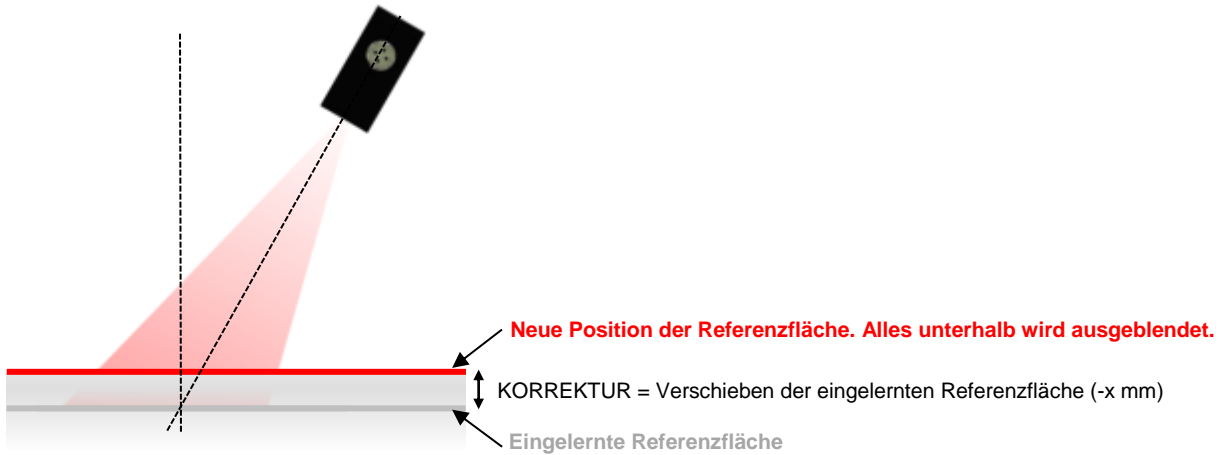 Neue Position der Referenzfläche. Alles unterhalb wird ausgeblendet.
KORREKTUR = Verschieben der eingelernten Referenzfläche (-x mm)
Eingelernte Referenzfläche